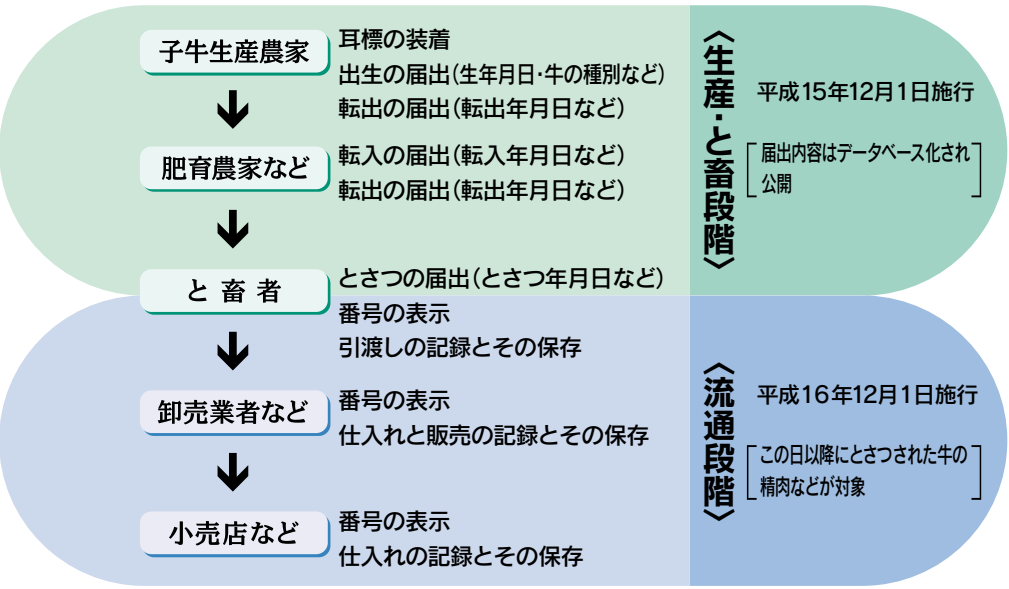 子牛生産農家
耳標の装着
出生の届出(生年月日・牛の種別など)
転出の届出(転出年月日など)
肥育農家など
転入の届出(転入年月日など)
転出の届出(転出年月日など)
と畜者
とさつの届出(とさつ年月日など)
番号の表示
引渡しの記録とその保存
卸売業者など
番号の表示
仕入れと販売の記録とその保存
小売店など
番号の表示
仕入れの記録とその保存
〈生産・と畜段階〉
平成15年12月1日施行
[届出内容はデータベース化され
公開]
〈流通段階〉
平成16年12月1日施行
[この日以降にとさつされた牛の
精肉などが対象]